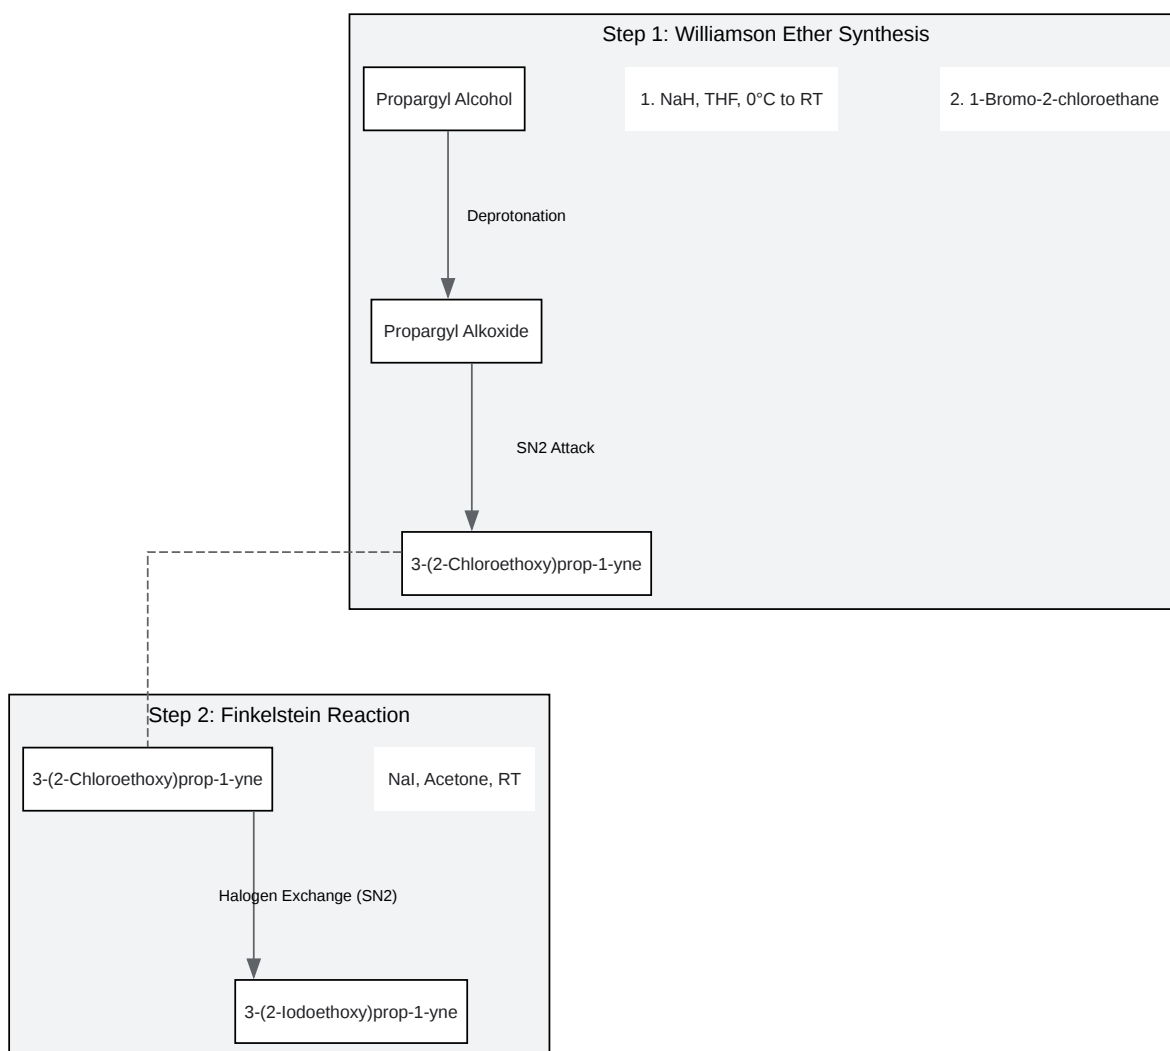 Step 1: Williamson Ether Synthesis
Propargyl Alcohol
1. NaH, THF, 0°C to RT
2. 1-Bromo-2-chloroethane
Deprotonation
Propargyl Alkoxide
SN2 Attack
3-(2-Chloroethoxy)prop-1-yne
Step 2: Finkelstein Reaction
3-(2-Chloroethoxy)prop-1-yne
NaI, Acetone, RT
Halogen Exchange (SN2)
3-(2-Iodoethoxy)prop-1-yne